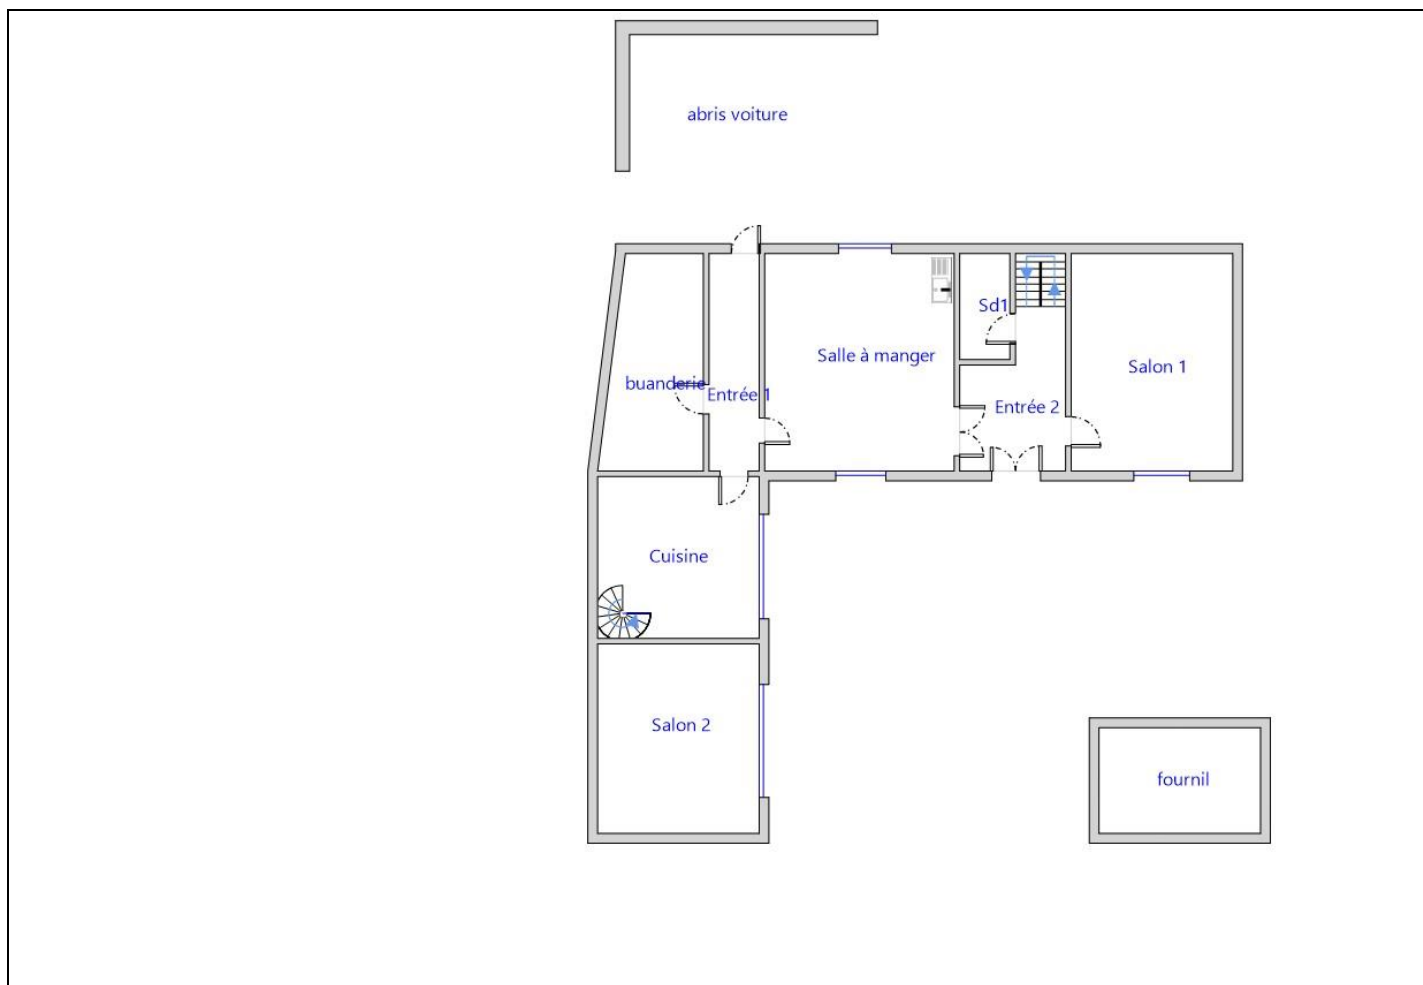 abris voiture
Sd1
Salle à manger
Salon 1
buanderie
Entrée 1
Entrée 2
Cuisine
Salon 2
fournil